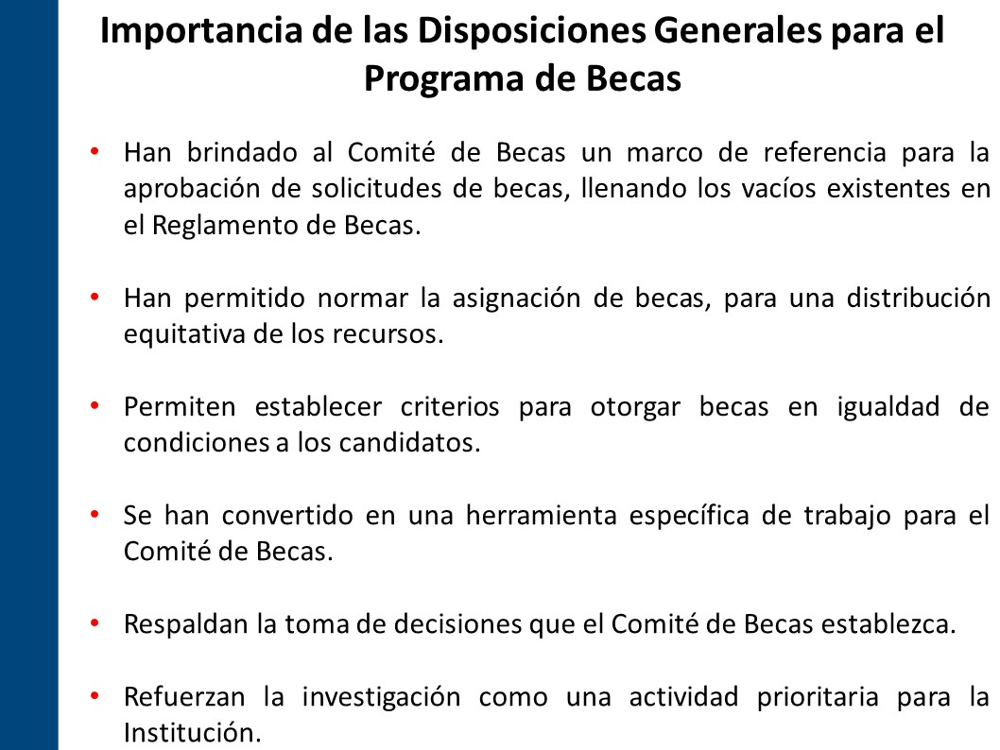 Importancia de las Disposiciones Generales para el
Programa de Becas
• Han brindado al Comité de Becas un marco de referencia para la
aprobación de solicitudes de becas, llenando los vacíos existentes en
el Reglamento de Becas.
• Han permitido normar la asignación de becas, para una distribución
equitativa de los recursos.
• Permiten establecer criterios para otorgar becas en igualdad de
condiciones a los candidatos.
• Se han convertido en una herramienta específica de trabajo para el
Comité de Becas.
• Respaldan la toma de decisiones que el Comité de Becas establezca.
• Refuerzan la investigación como una actividad prioritaria para la
Institución.